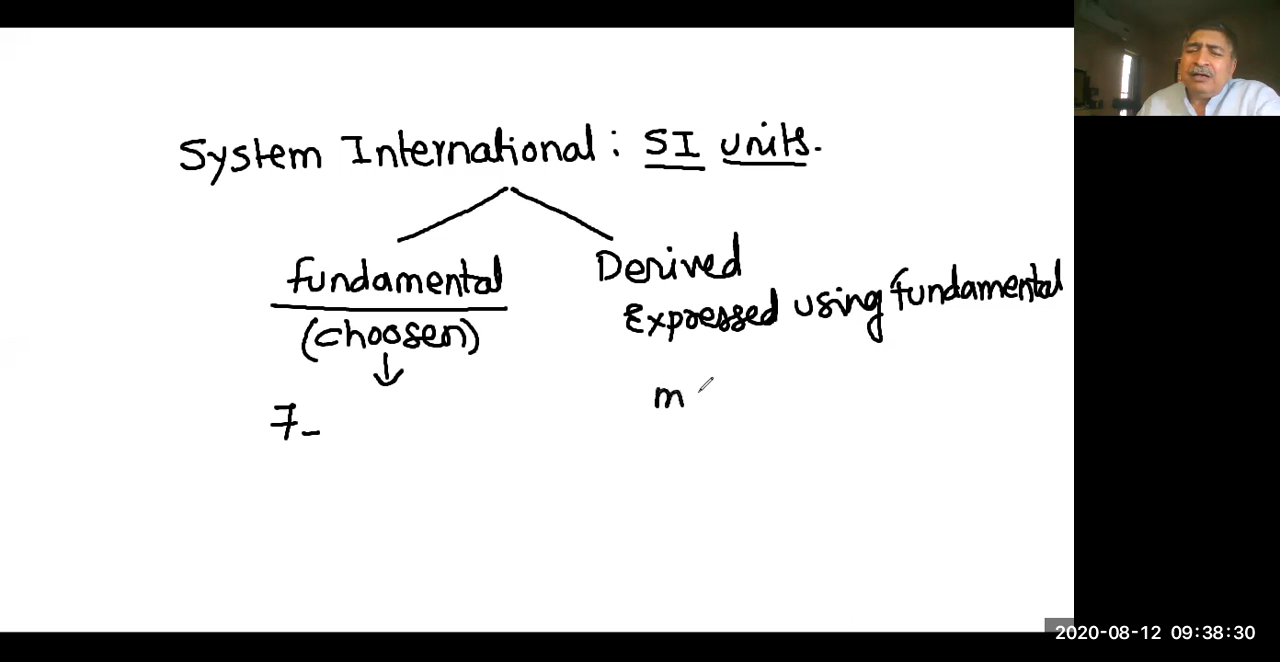 System International : SI units.
fundamental
Derived
(choosen)
Expressed using fundamental
↓
7-
m
2020-08-12 09:38:30